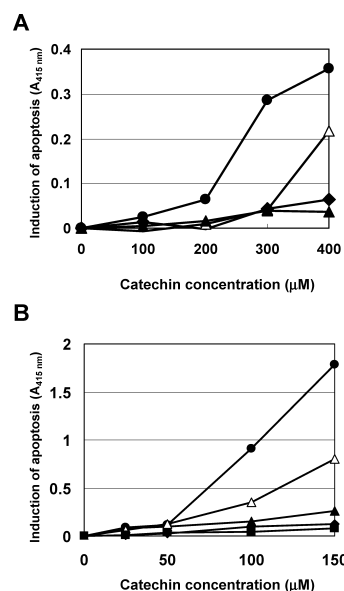 A
Induction of apoptosis (A415 nm)
0.4
0.3
0.2
0.1
0
0 100 200 300 400
Catechin concentration (μM)
B
Induction of apoptosis (A415 nm)
2
1.5
1
0.5
0
0 50 100 150
Catechin concentration (μM)